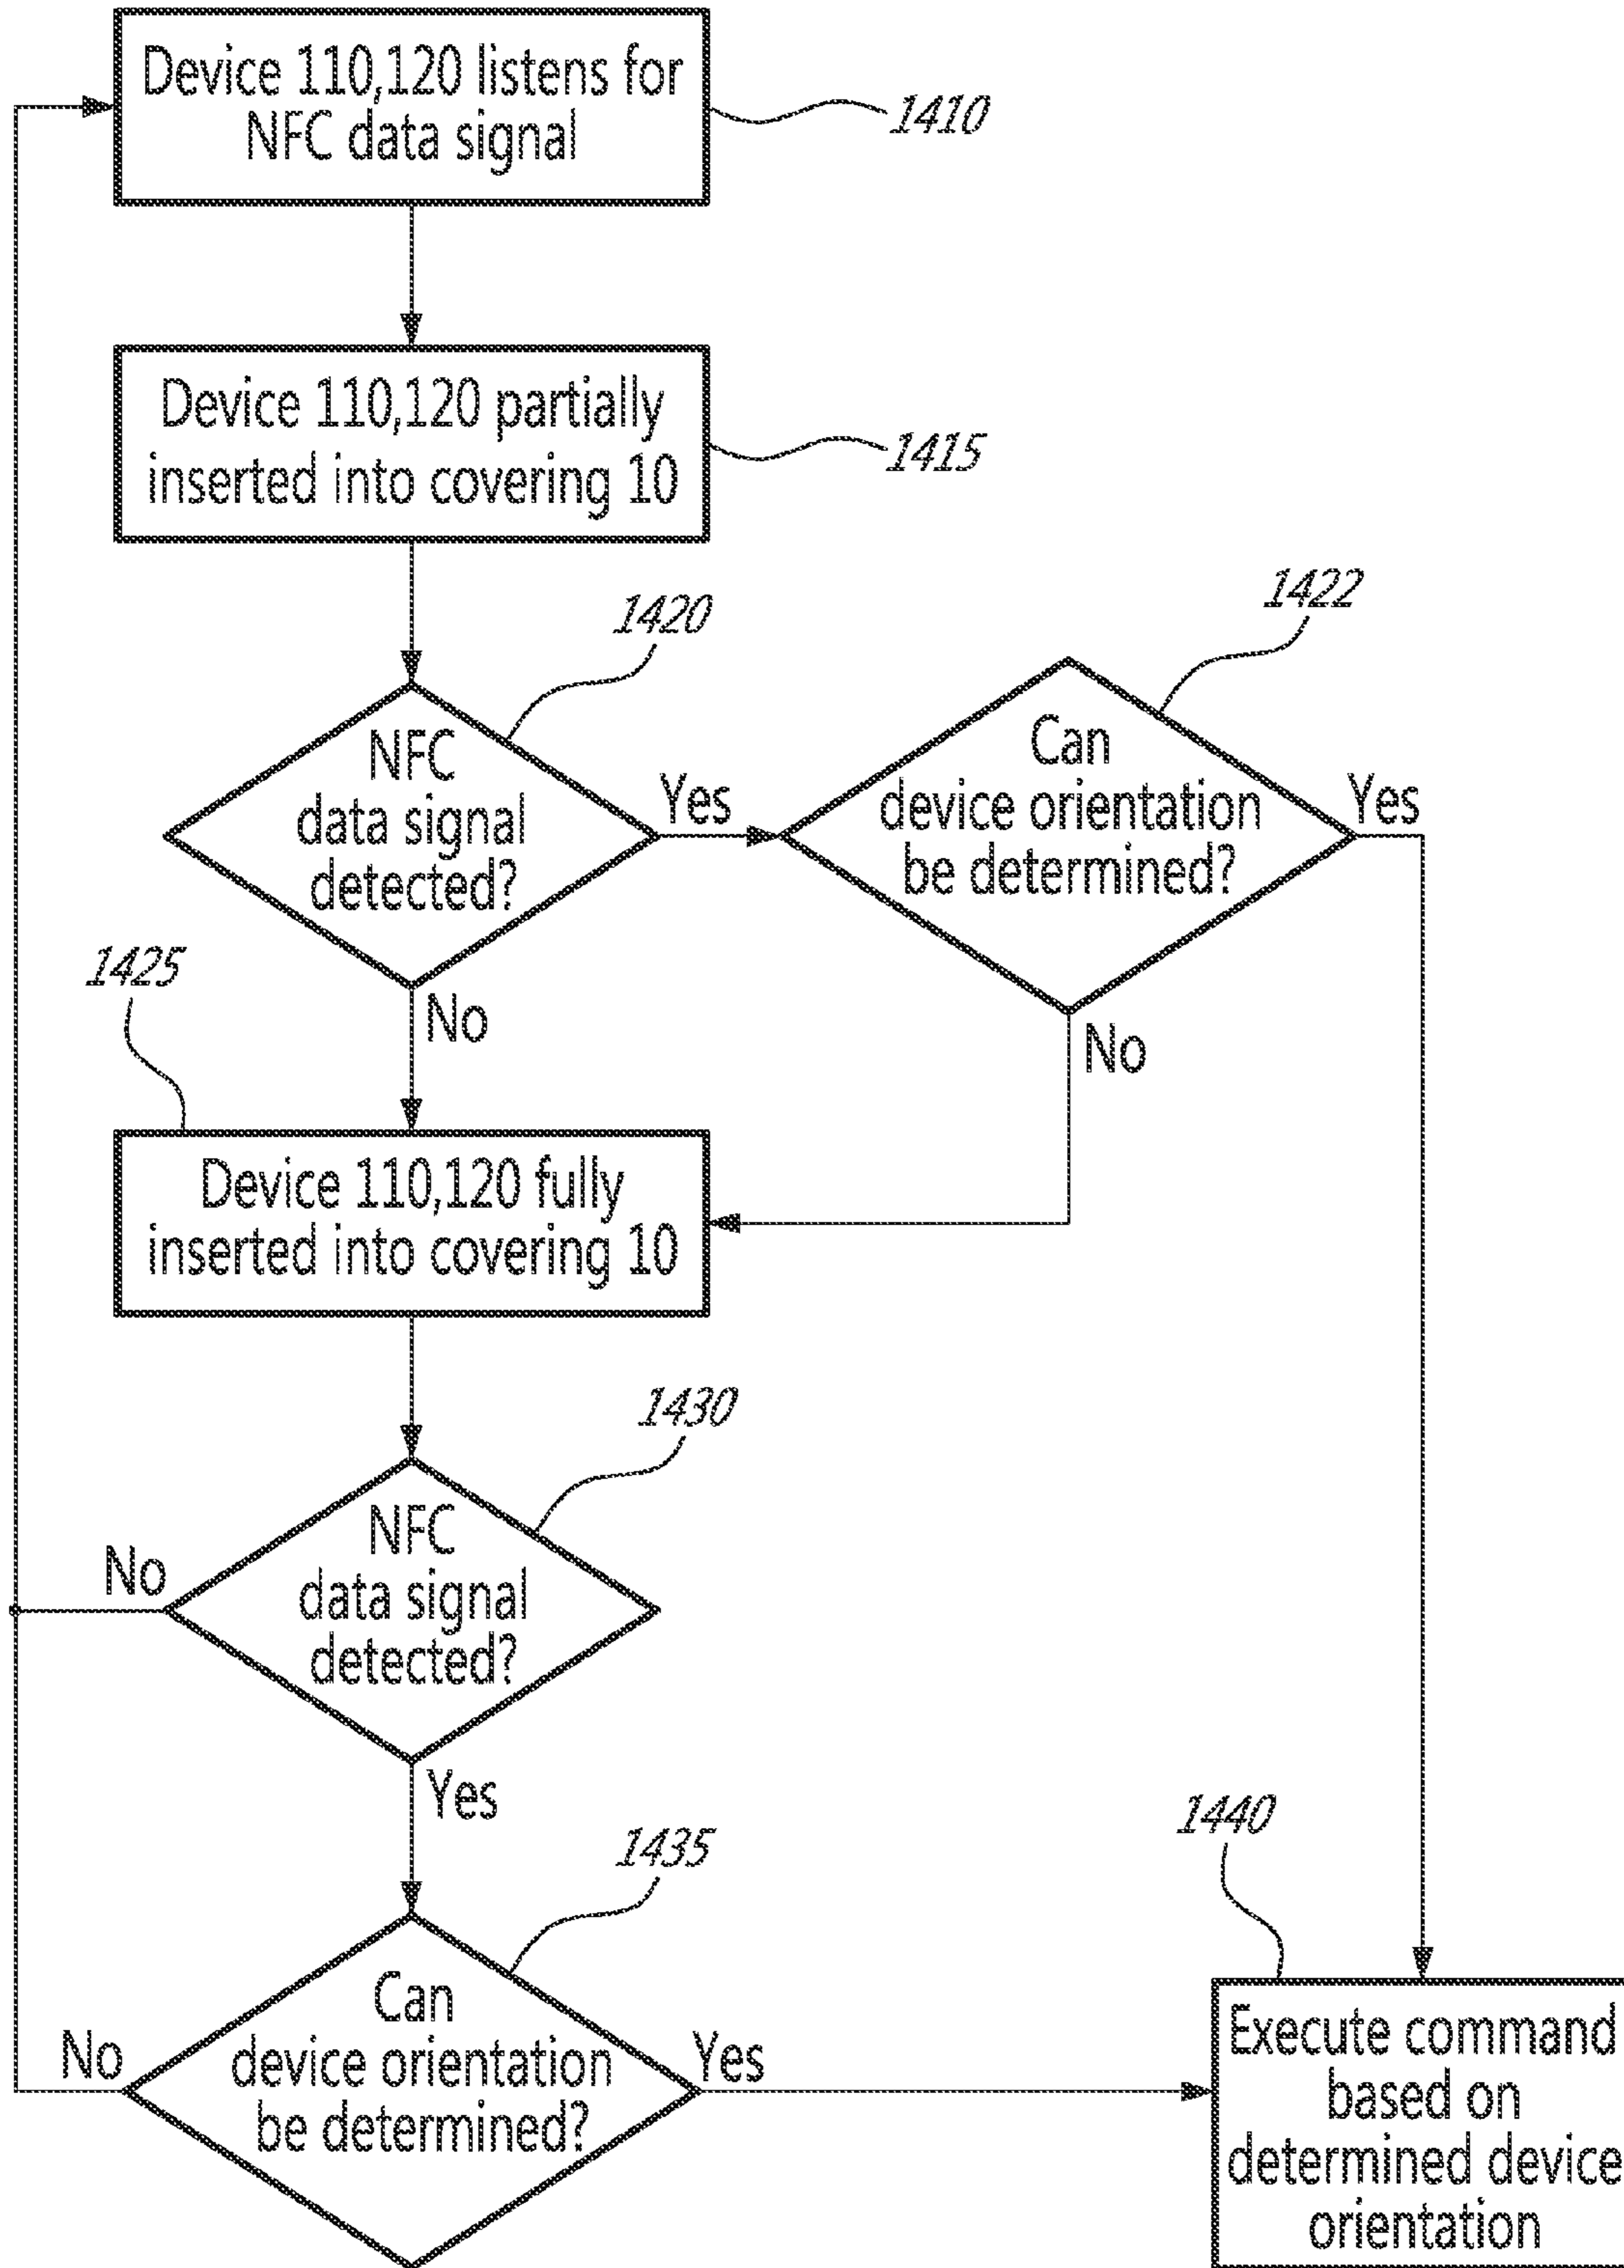 Device 110,120 listens for
NFC data signal
1410
Device 110,120 partially
inserted into covering 10
1415
1420
NFC
data signal
detected?
Yes
No
1422
Can
device orientation
be determined?
Yes
No
1425
Device 110,120 fully
inserted into covering 10
1430
NFC
data signal
detected?
No
Yes
1435
Can
device orientation
be determined?
No
Yes
1440
Execute command
based on
determined device
orientation